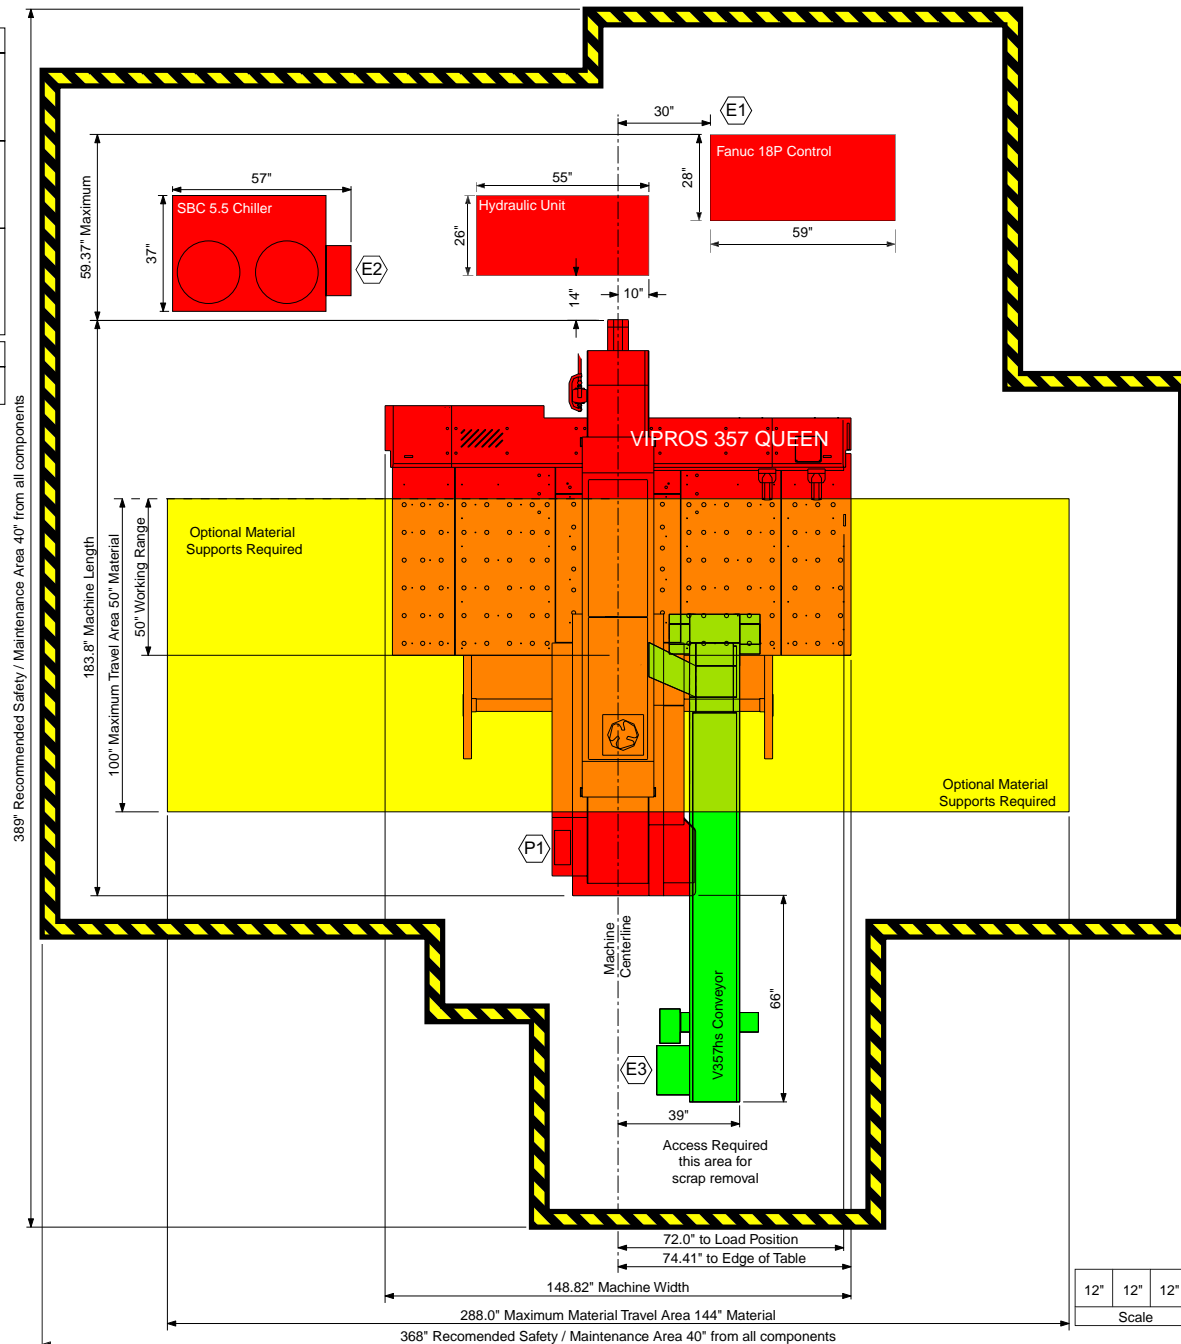 30"
E1
Fanuc 18P Control
28"
59"
57"
SBC 5.5 Chiller
37"
E2
55"
Hydraulic Unit
26"
14"
10"
59.37" Maximum
VIPROS 357 QUEEN
Optional Material
Supports Required
50" Working Range
100" Maximum Travel Area 50" Material
183.8" Machine Length
389" Recommended Safety / Maintenance Area 40" from all components
Optional Material
Supports Required
P1
Machine
Centerline
V357hs Conveyor
66"
E3
39"
Access Required
this area for
scrap removal
72.0" to Load Position
74.41" to Edge of Table
148.82" Machine Width
288.0" Maximum Material Travel Area 144" Material
368" Recomended Safety / Maintenance Area 40" from all components
12" 12" 12"
Scale